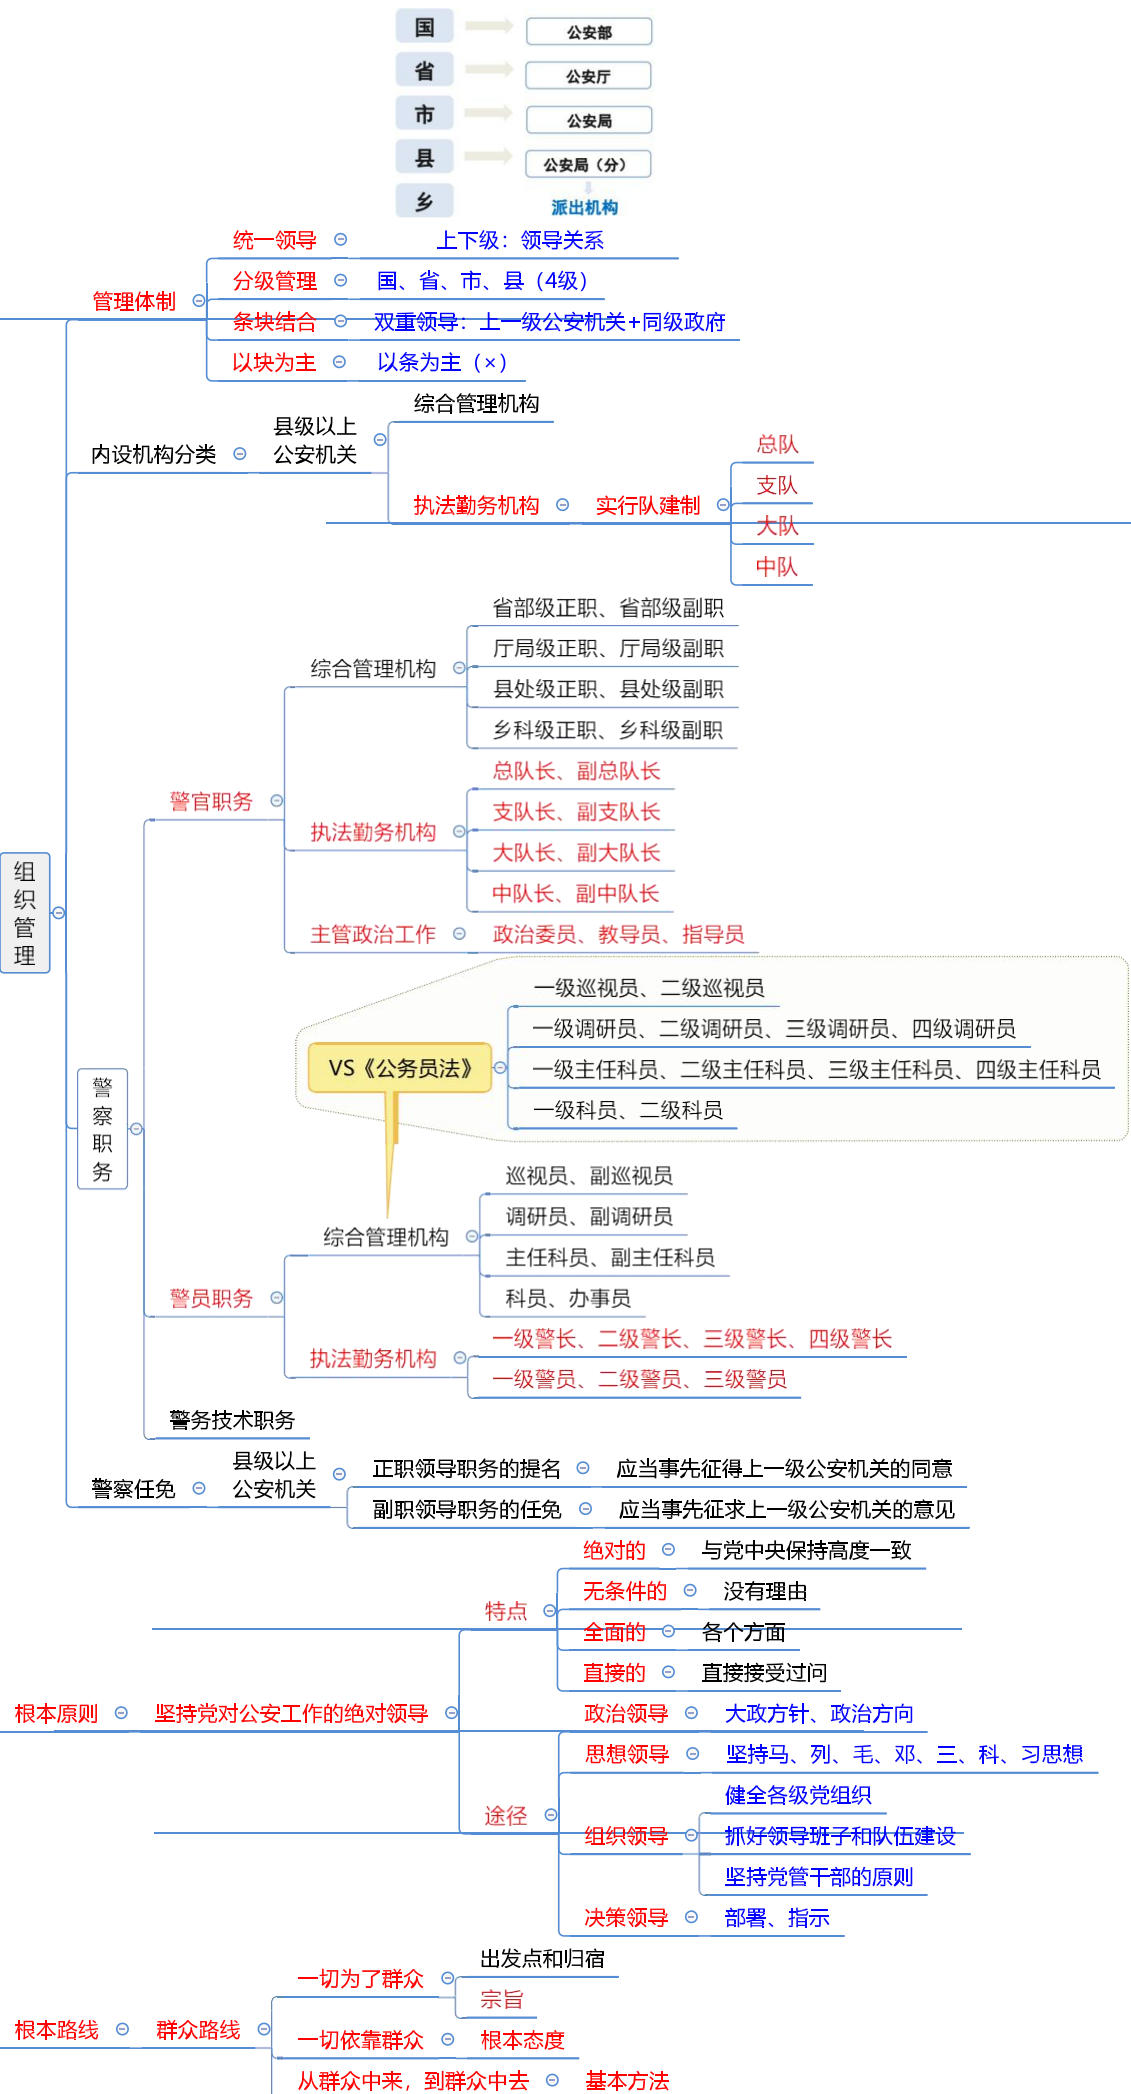 国 公安部
省 公安厅
市 公安局
县 公安局（分）
乡 派出机构
统一领导 上下级：领导关系
分级管理 国、省、市、县（4级）
管理体制
条块结合 双重领导：上一级公安机关+同级政府
以块为主 以条为主（×）
综合管理机构
县级以上
内设机构分类 公安机关
总队
支队
执法勤务机构 实行队建制
大队
中队
省部级正职、省部级副职
厅局级正职、厅局级副职
综合管理机构
县处级正职、县处级副职
乡科级正职、乡科级副职
总队长、副总队长
警官职务
支队长、副支队长
执法勤务机构
大队长、副大队长
中队长、副中队长
主管政治工作 政治委员、教导员、指导员
组织管理
一级巡视员、二级巡视员
一级调研员、二级调研员、三级调研员、四级调研员
VS《公务员法》
一级主任科员、二级主任科员、三级主任科员、四级主任科员
一级科员、二级科员
警察职务
巡视员、副巡视员
调研员、副调研员
综合管理机构
主任科员、副主任科员
科员、办事员
警员职务
一级警长、二级警长、三级警长、四级警长
执法勤务机构
一级警员、二级警员、三级警员
警务技术职务
县级以上
警察任免 公安机关
正职领导职务的提名 应当事先征得上一级公安机关的同意
副职领导职务的任免 应当事先征求上一级公安机关的意见
绝对的 与党中央保持高度一致
无条件的 没有理由
特点
全面的 各个方面
直接的 直接接受过问
根本原则 坚持党对公安工作的绝对领导
政治领导 大政方针、政治方向
思想领导 坚持马、列、毛、邓、三、科、习思想
健全各级党组织
途径
组织领导 抓好领导班子和队伍建设
坚持党管干部的原则
决策领导 部署、指示
出发点和归宿
一切为了群众
宗旨
根本路线 群众路线
一切依靠群众 根本态度
从群众中来，到群众中去 基本方法